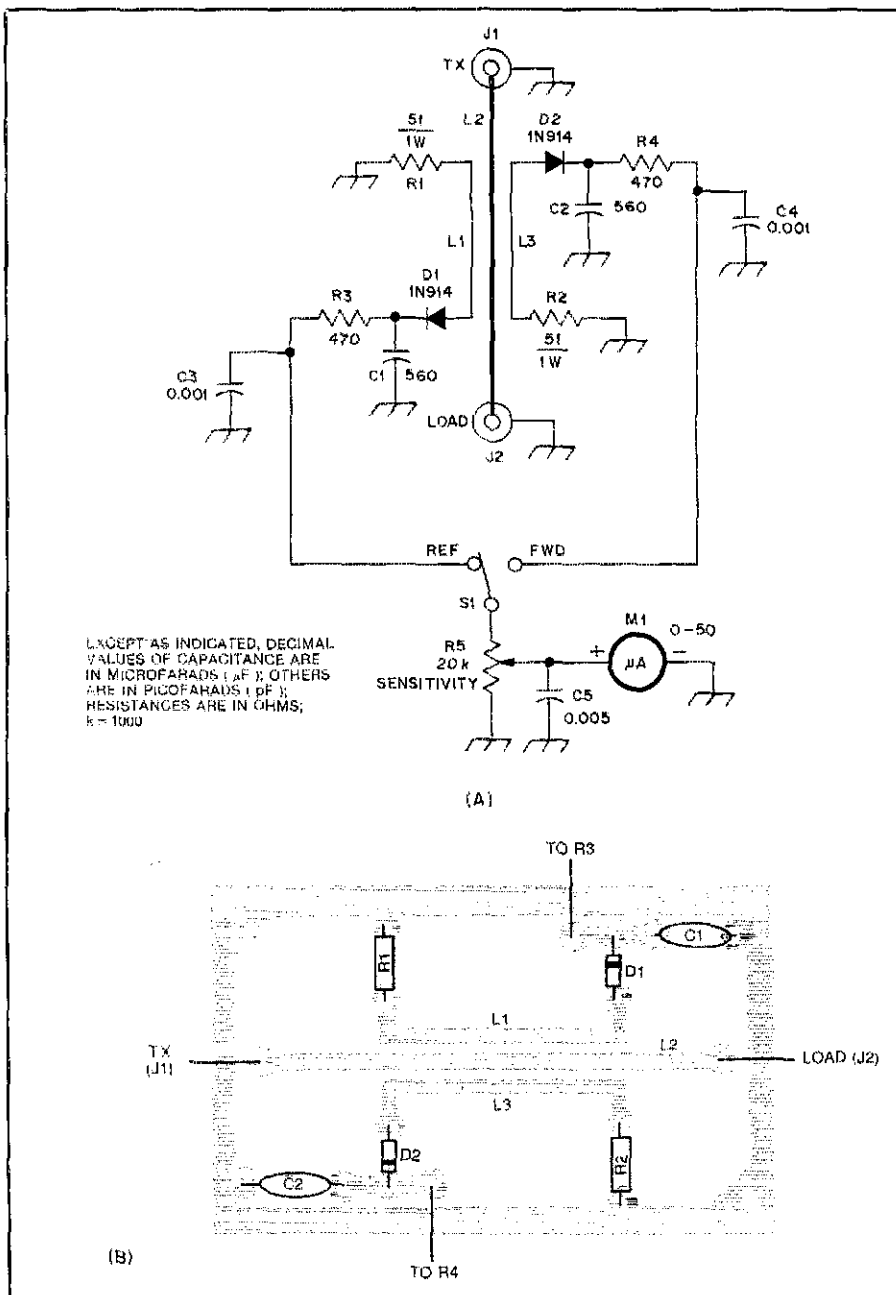 J1
TX
L2
51
1W
R1
D2
1N914
R4
470
C2
560
C4
0.001
L1
L3
D1
1N914
R3
470
R2
51
1W
C3
0.001
C1
560
LOAD
J2
REF
FWD
S1
M1
0-50
+
-
μA
R5
20k
SENSITIVITY
C5
0.005
EXCEPT AS INDICATED, DECIMAL
VALUES OF CAPACITANCE ARE
IN MICROFARADS ( μF ); OTHERS
ARE IN PICOFARADS ( pF );
RESISTANCES ARE IN OHMS;
k = 1000
(A)
TO R3
R1
D1
C1
L1
L2
TX
(J1)
LOAD (J2)
L3
D2
R2
C2
(B)
TO R4